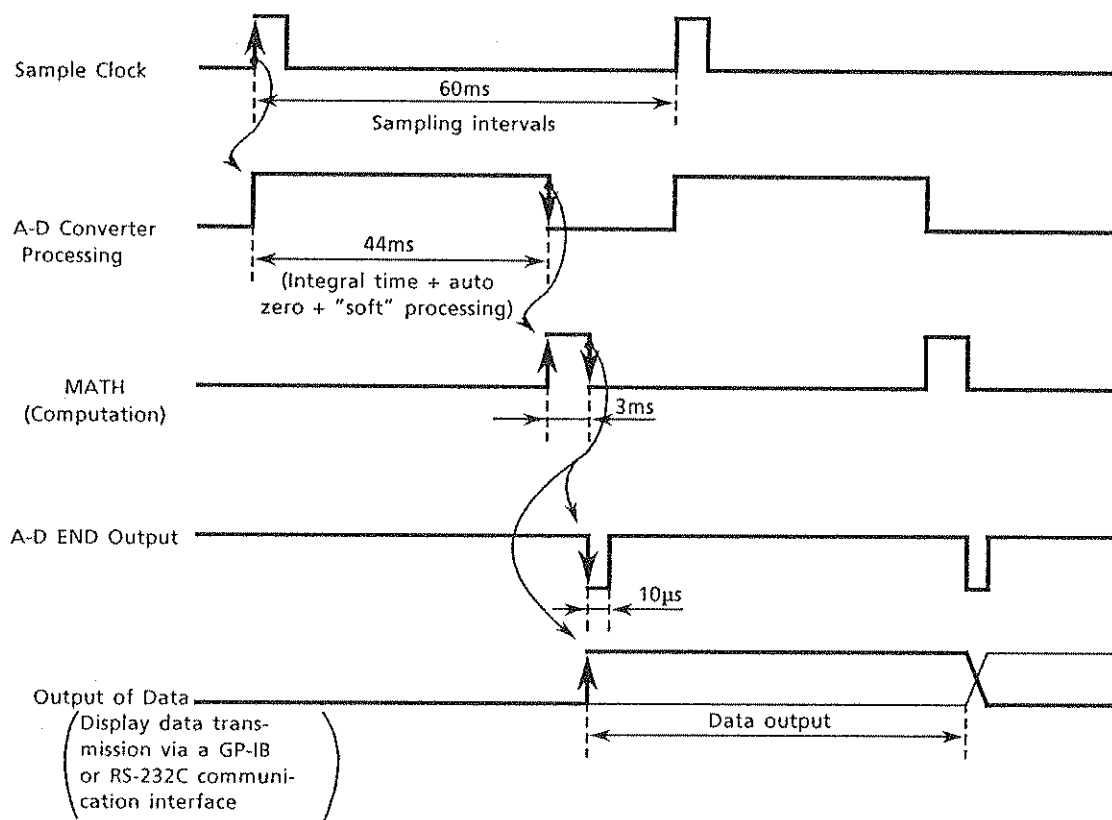 Sample Clock
60ms
Sampling intervals
A-D Converter
Processing
44ms
(Integral time + auto
zero + "soft" processing)
MATH
(Computation)
3ms
A-D END Output
10μs
Output of Data
Display data trans-
mission via a GP-IB
or RS-232C communi-
cation interface
Data output